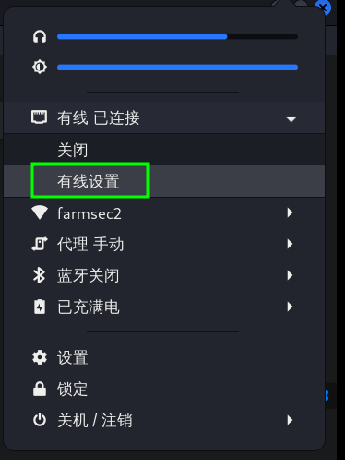 有线 已连接
关闭
有线设置
farmsec2
代理 手动
蓝牙关闭
已充满电
设置
锁定
关机 / 注销